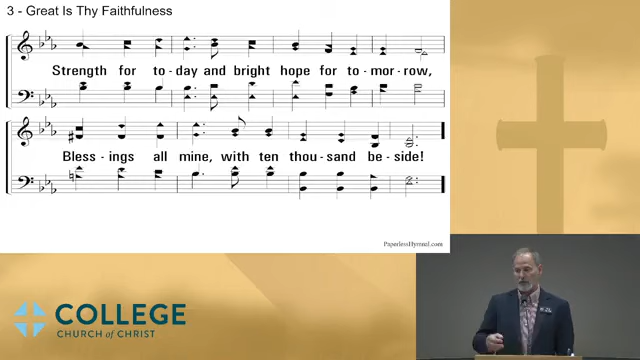 3 - Great Is Thy Faithfulness
Strength for to-day and bright hope for to-mor-row,
Bless-ings all mine, with ten thou-sand be-side!
PaperlessHymnal.com
COLLEGE
CHURCH of CHRIST